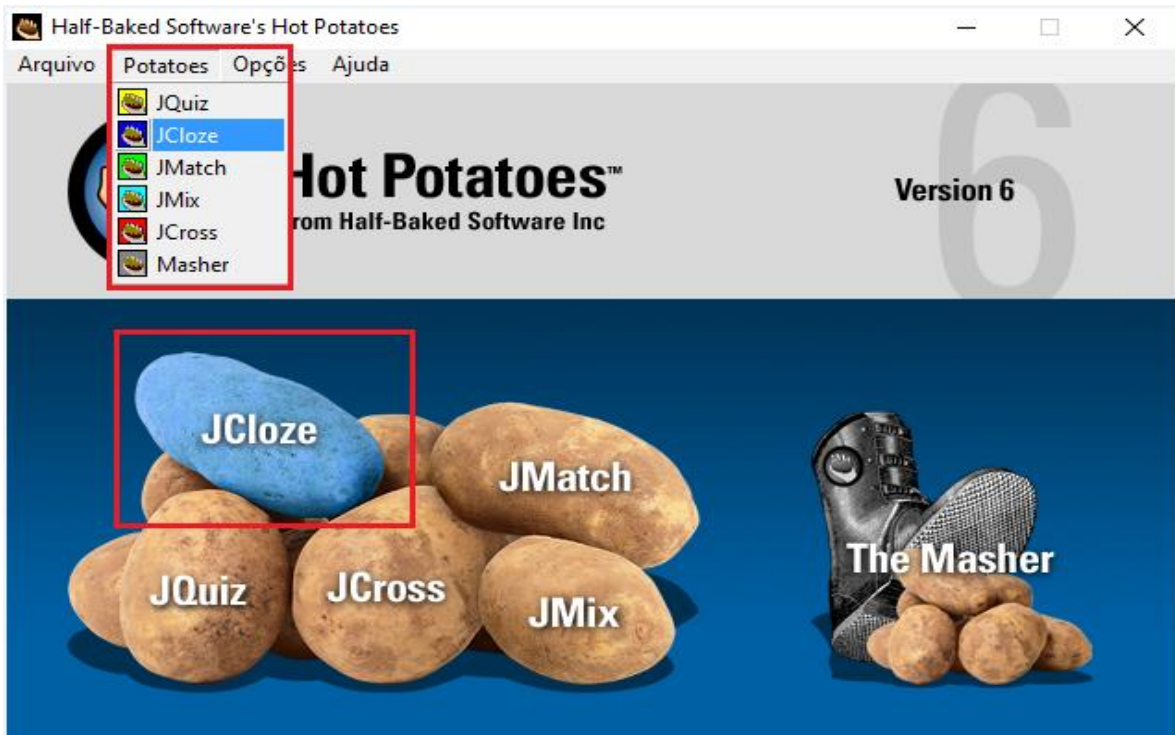 Half-Baked Software's Hot Potatoes
Arquivo Potatoes Opções Ajuda
JQuiz
JCloze
JMatch
JMix
JCross
Masher
Hot Potatoes™
from Half-Baked Software Inc
6
Version 6
JCloze
JMatch
JQuiz
JCross
JMix
The Masher